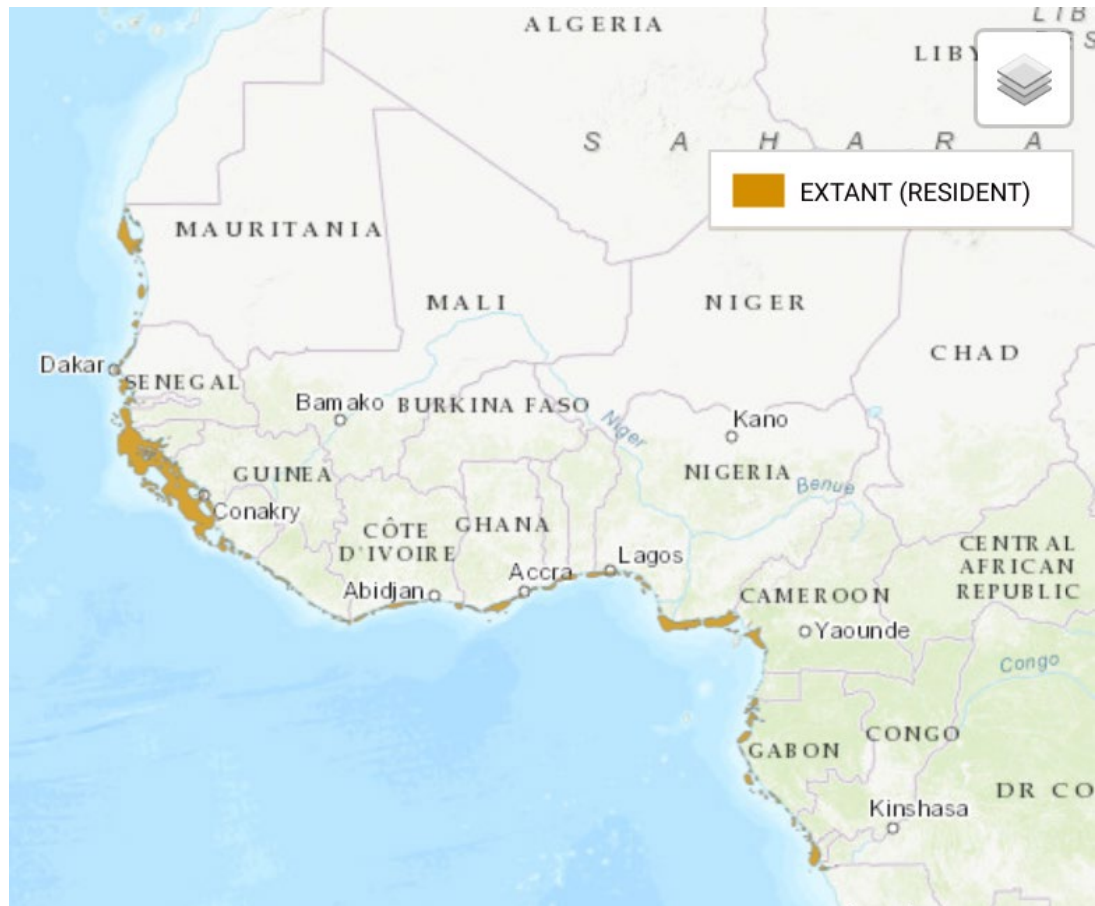 LIB
ALGERIA
LIBY
ES
S A H A R A
EXTANT (RESIDENT)
MAURITANIA
MALI
NIGER
CHAD
Dakar
SENEGAL
Bamako
BURKINA FASO
Niger
Kano
NIGERIA
Benue
GUINEA
Conakry
CÔTE
D'IVOIRE
GHANA
Lagos
Accra
Abidjan
CENTRAL
AFRICAN
REPUBLIC
CAMEROON
Yaounde
Congo
GABON
CONGO
DR CO
Kinshasa